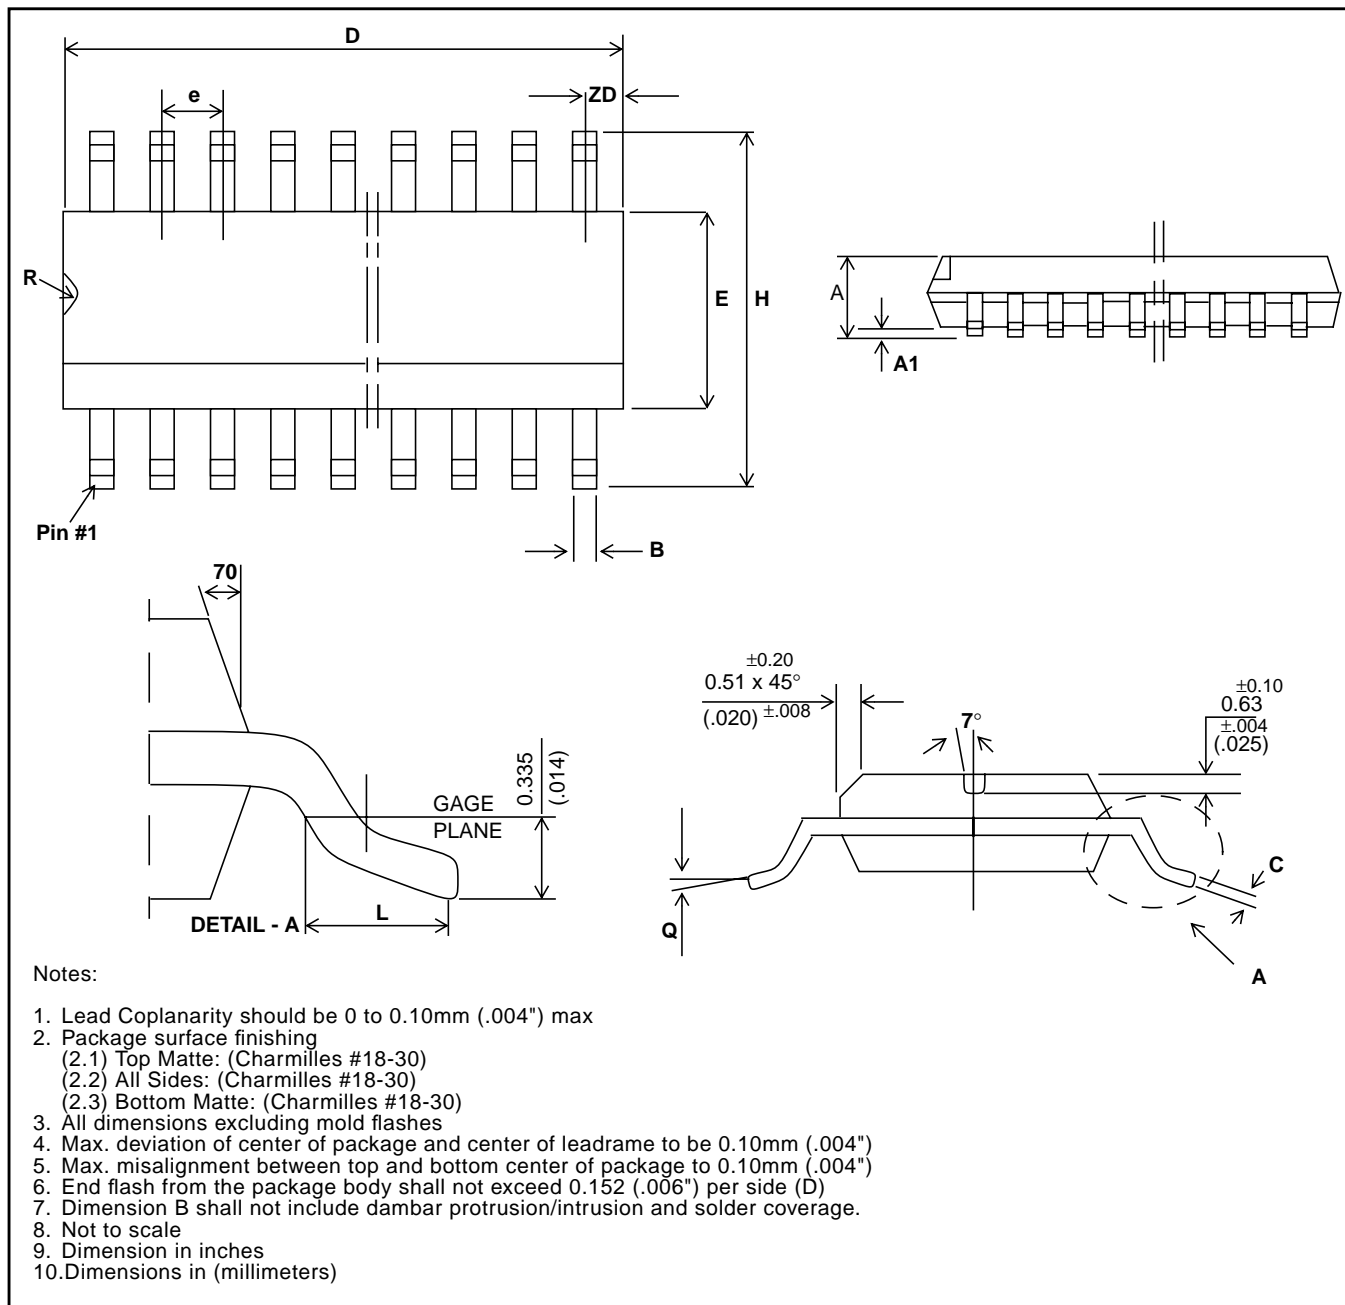 D
e
ZD
R
E
H
A
A1
Pin #1
B
70
±0.20
0.51 x 45°
(.020) ±.008
7°
±0.10
0.63
±.004
(.025)
0.335
(.014)
GAGE
PLANE
C
L
DETAIL - A
Q
A
Notes:
1. Lead Coplanarity should be 0 to 0.10mm (.004") max
2. Package surface finishing
(2.1) Top Matte: (Charmilles #18-30)
(2.2) All Sides: (Charmilles #18-30)
(2.3) Bottom Matte: (Charmilles #18-30)
3. All dimensions excluding mold flashes
4. Max. deviation of center of package and center of leadrame to be 0.10mm (.004")
5. Max. misalignment between top and bottom center of package to 0.10mm (.004")
6. End flash from the package body shall not exceed 0.152 (.006") per side (D)
7. Dimension B shall not include dambar protrusion/intrusion and solder coverage.
8. Not to scale
9. Dimension in inches
10.Dimensions in (millimeters)